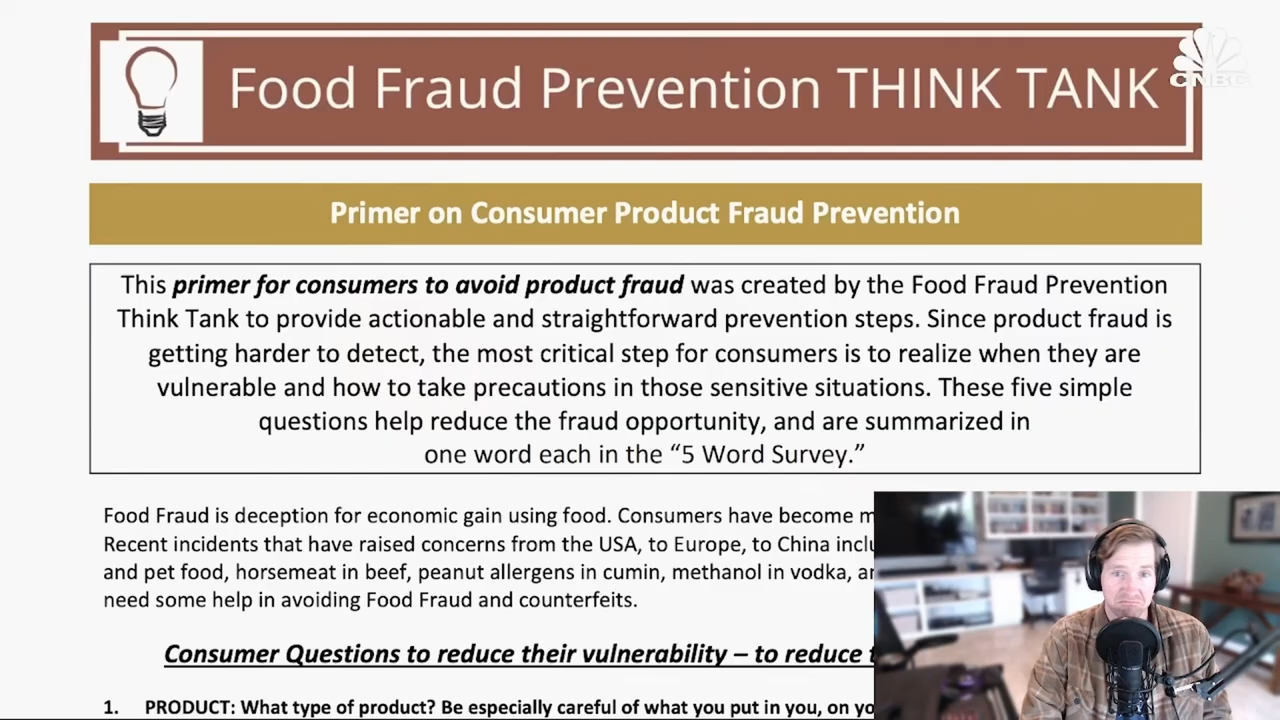 Food Fraud Prevention THINK TANK
CNBC
Primer on Consumer Product Fraud Prevention
This primer for consumers to avoid product fraud was created by the Food Fraud Prevention
Think Tank to provide actionable and straightforward prevention steps. Since product fraud is
getting harder to detect, the most critical step for consumers is to realize when they are
vulnerable and how to take precautions in those sensitive situations. These five simple
questions help reduce the fraud opportunity, and are summarized in
one word each in the “5 Word Survey.”
Food Fraud is deception for economic gain using food. Consumers have become
Recent incidents that have raised concerns from the USA, to Europe, to China
and pet food, horsemeat in beef, peanut allergens in cumin, methanol in vodka,
need some help in avoiding Food Fraud and counterfeits.
Consumer Questions to reduce their vulnerability – to reduce
1. PRODUCT: What type of product? Be especially careful of what you put in you, on